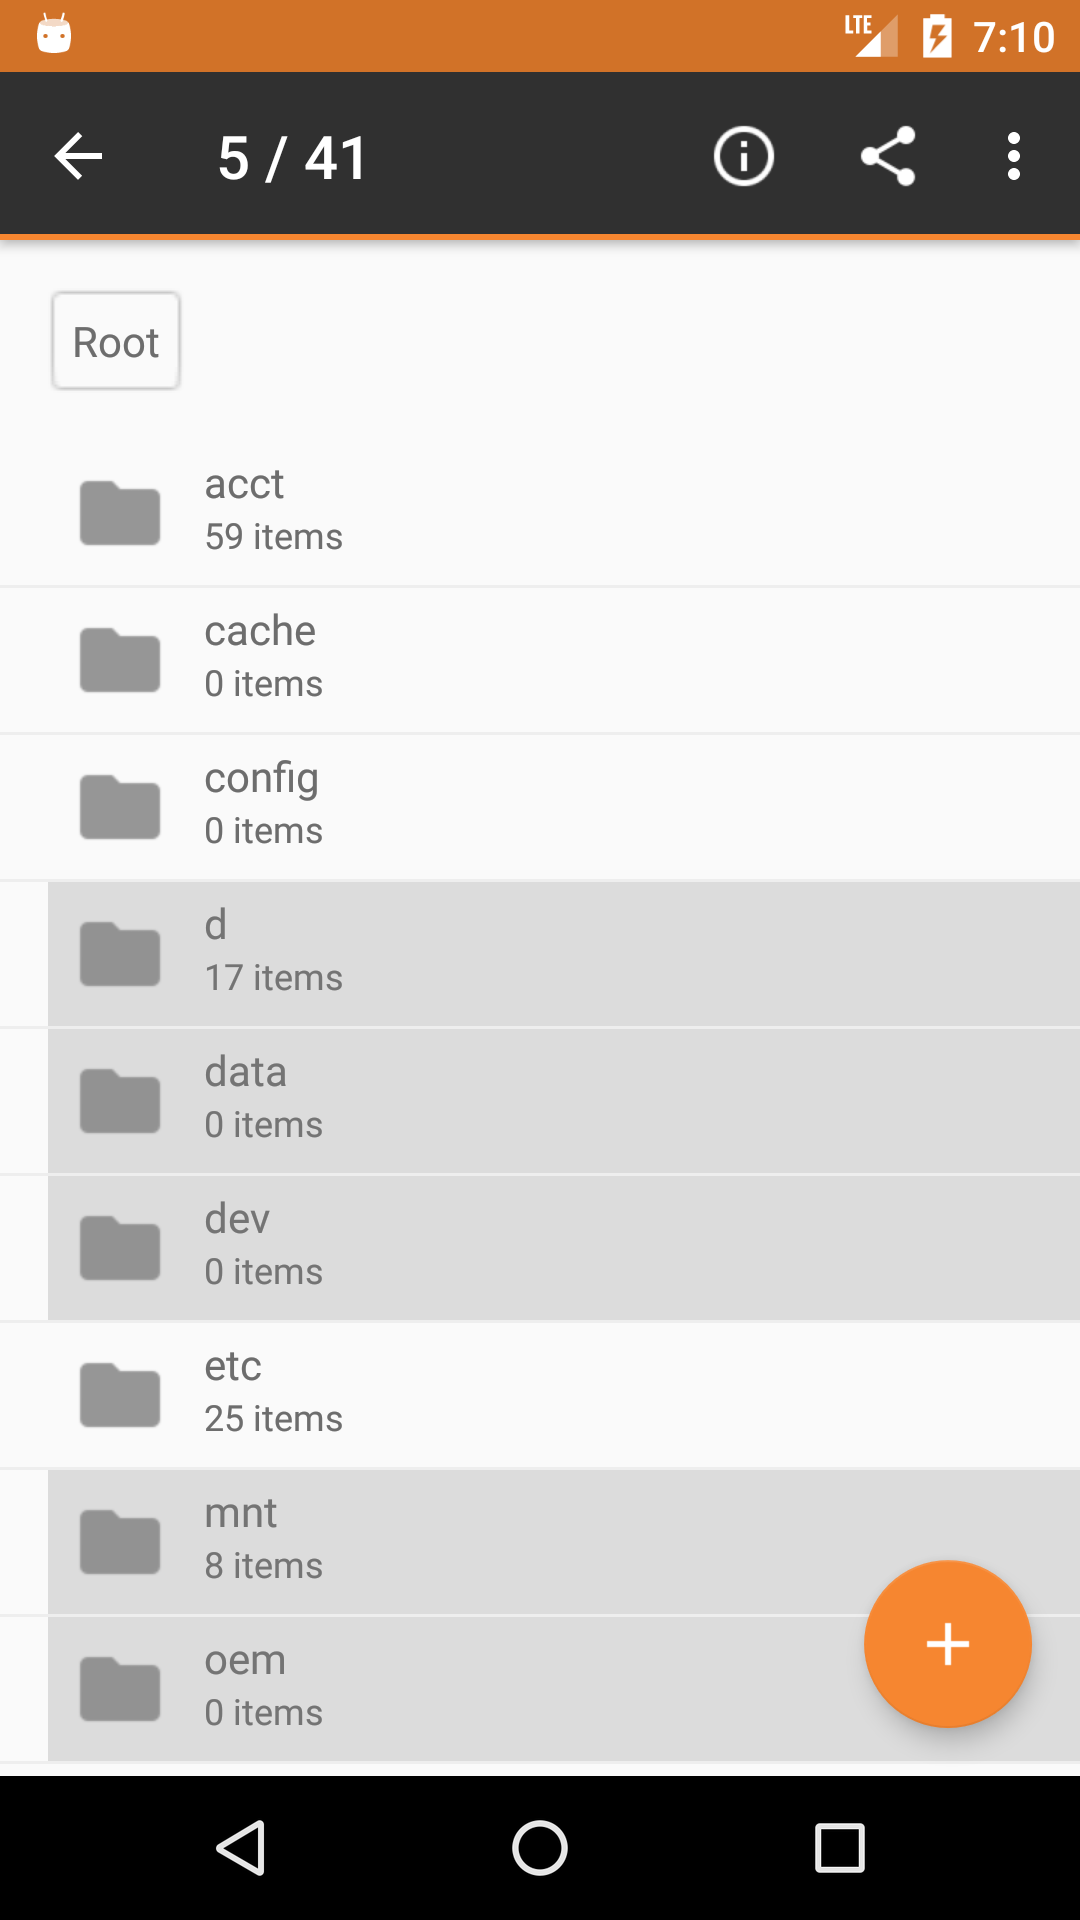 LTE 7:10
5 / 41
Root
acct
59 items
cache
0 items
config
0 items
d
17 items
data
0 items
dev
0 items
etc
25 items
mnt
8 items
oem
0 items